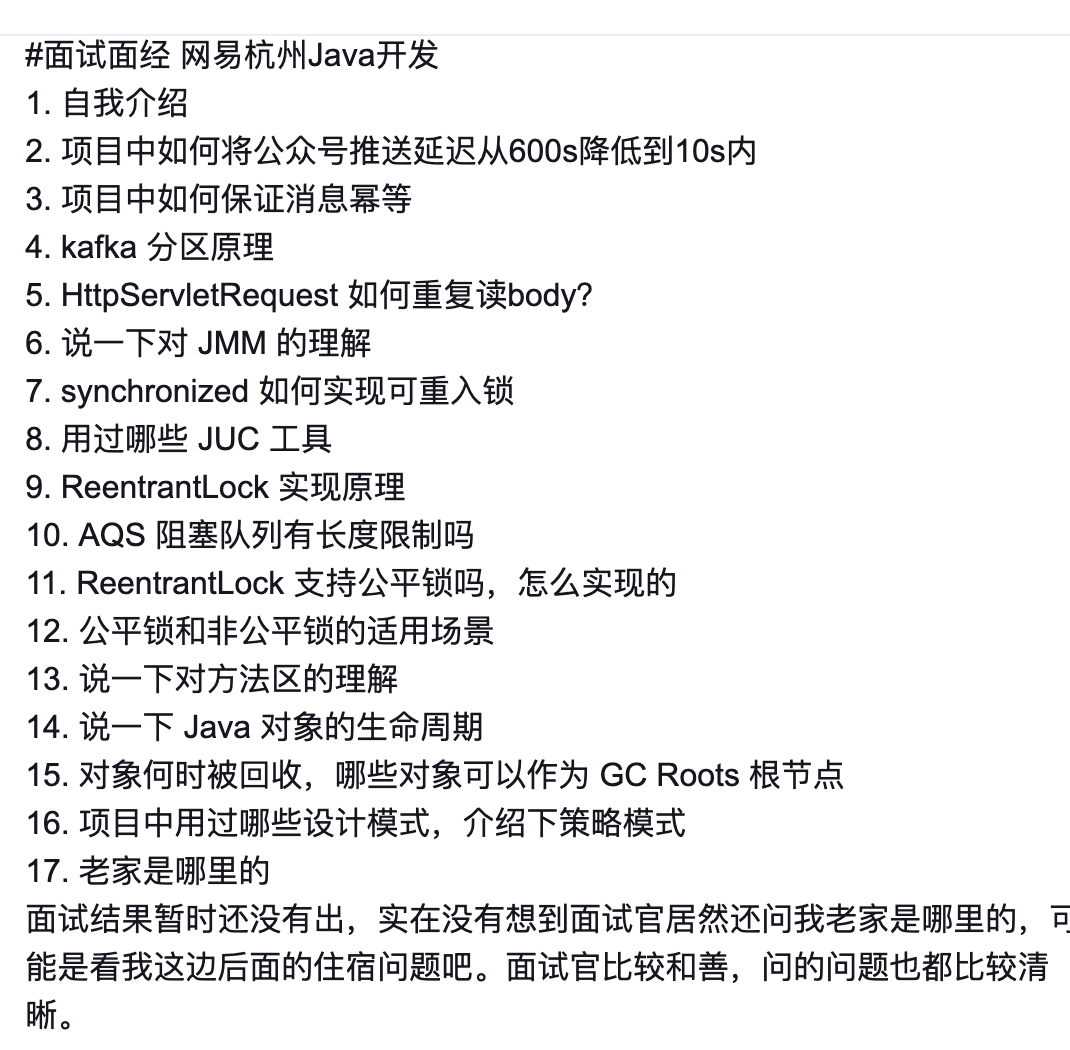 #面试面经 网易杭州Java开发
1. 自我介绍
2. 项目中如何将公众号推送延迟从600s降低到10s内
3. 项目中如何保证消息幂等
4. kafka 分区原理
5. HttpServletRequest 如何重复读body?
6. 说一下对 JMM 的理解
7. synchronized 如何实现可重入锁
8. 用过哪些 JUC 工具
9. ReentrantLock 实现原理
10. AQS 阻塞队列有长度限制吗
11. ReentrantLock 支持公平锁吗，怎么实现的
12. 公平锁和非公平锁的适用场景
13. 说一下对方法区的理解
14. 说一下 Java 对象的生命周期
15. 对象何时被回收，哪些对象可以作为 GC Roots 根节点
16. 项目中用过哪些设计模式，介绍下策略模式
17. 老家是哪里的
面试结果暂时还没有出，实在没有想到面试官居然还问我老家是哪里的，可
能是看我这边后面的住宿问题吧。面试官比较和善，问的问题也都比较清
晰。